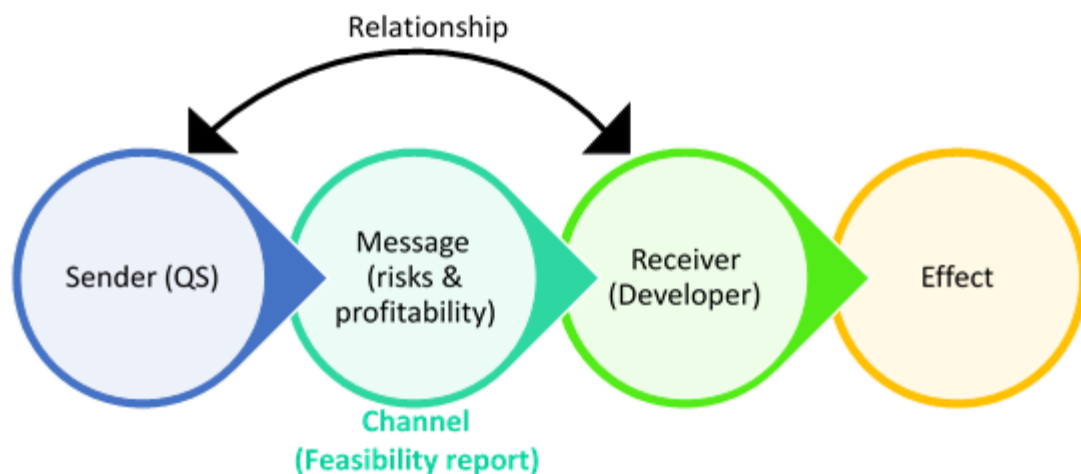 Relationship
Sender (QS)
Message
(risks &
profitability)
Receiver
(Developer)
Effect
Channel
(Feasibility report)